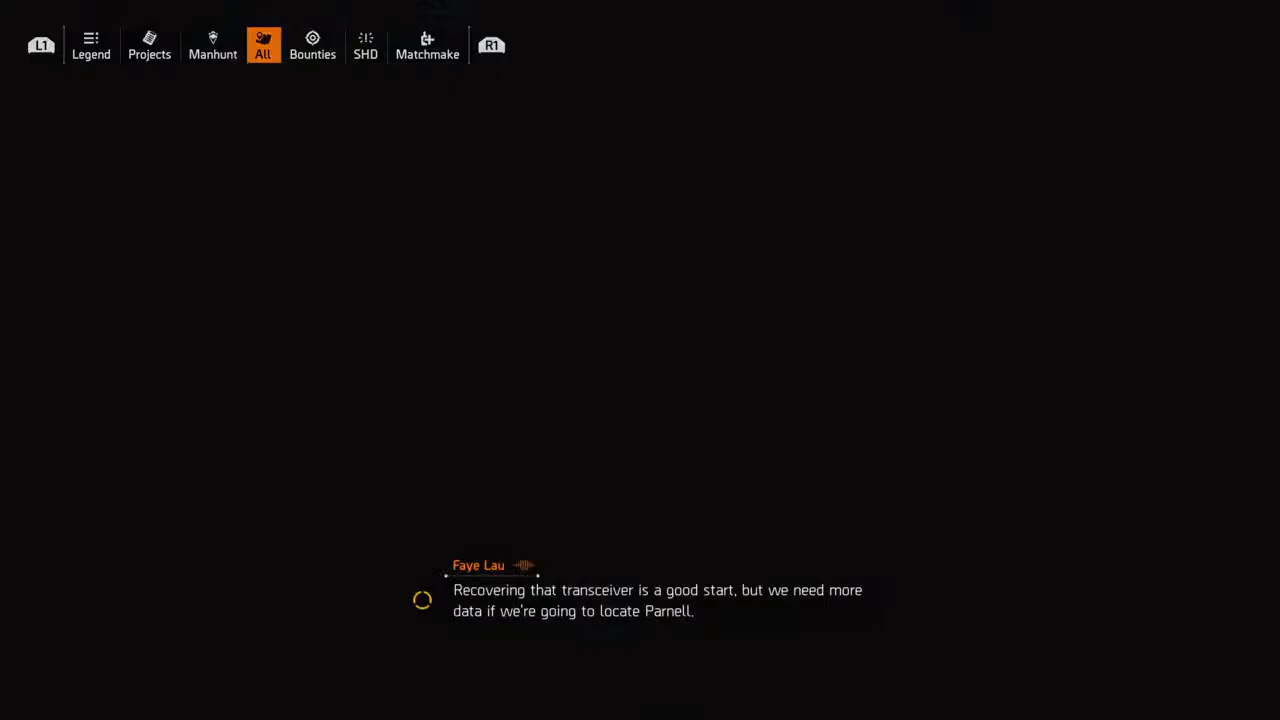 L1 Legend Projects Manhunt All Bounties SHD Matchmake R1
Faye Lau
Recovering that transceiver is a good start, but we need more
data if we're going to locate Parnell.